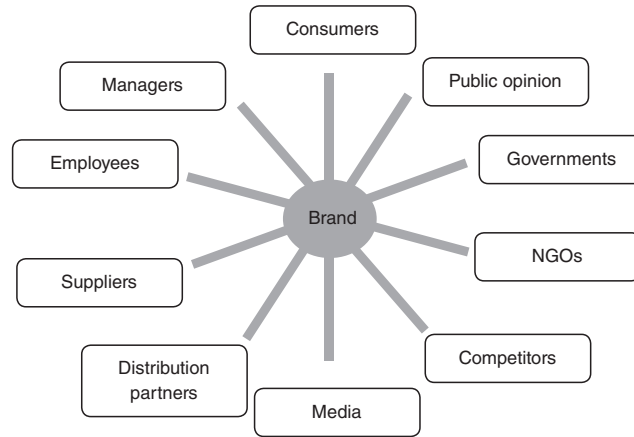 Consumers
Public opinion
Managers
Employees
Governments
Brand
NGOs
Suppliers
Competitors
Distribution
partners
Media